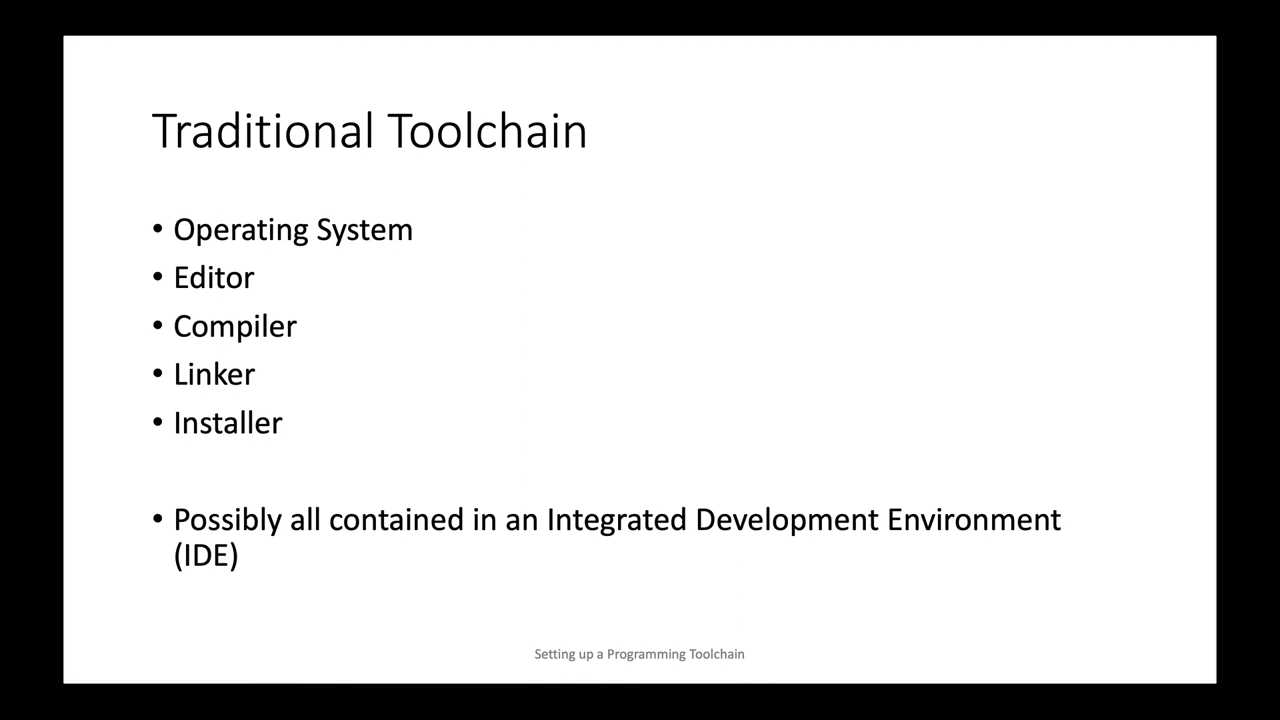 Traditional Toolchain
• Operating System
• Editor
• Compiler
• Linker
• Installer
• Possibly all contained in an Integrated Development Environment
(IDE)
Setting up a Programming Toolchain